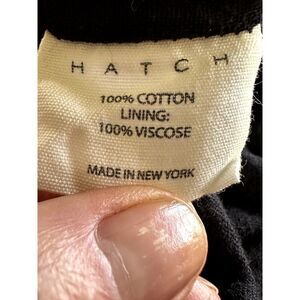 HATCH
100% COTTON
LINING:
100% VISCOSE
MADE IN NEW YORK